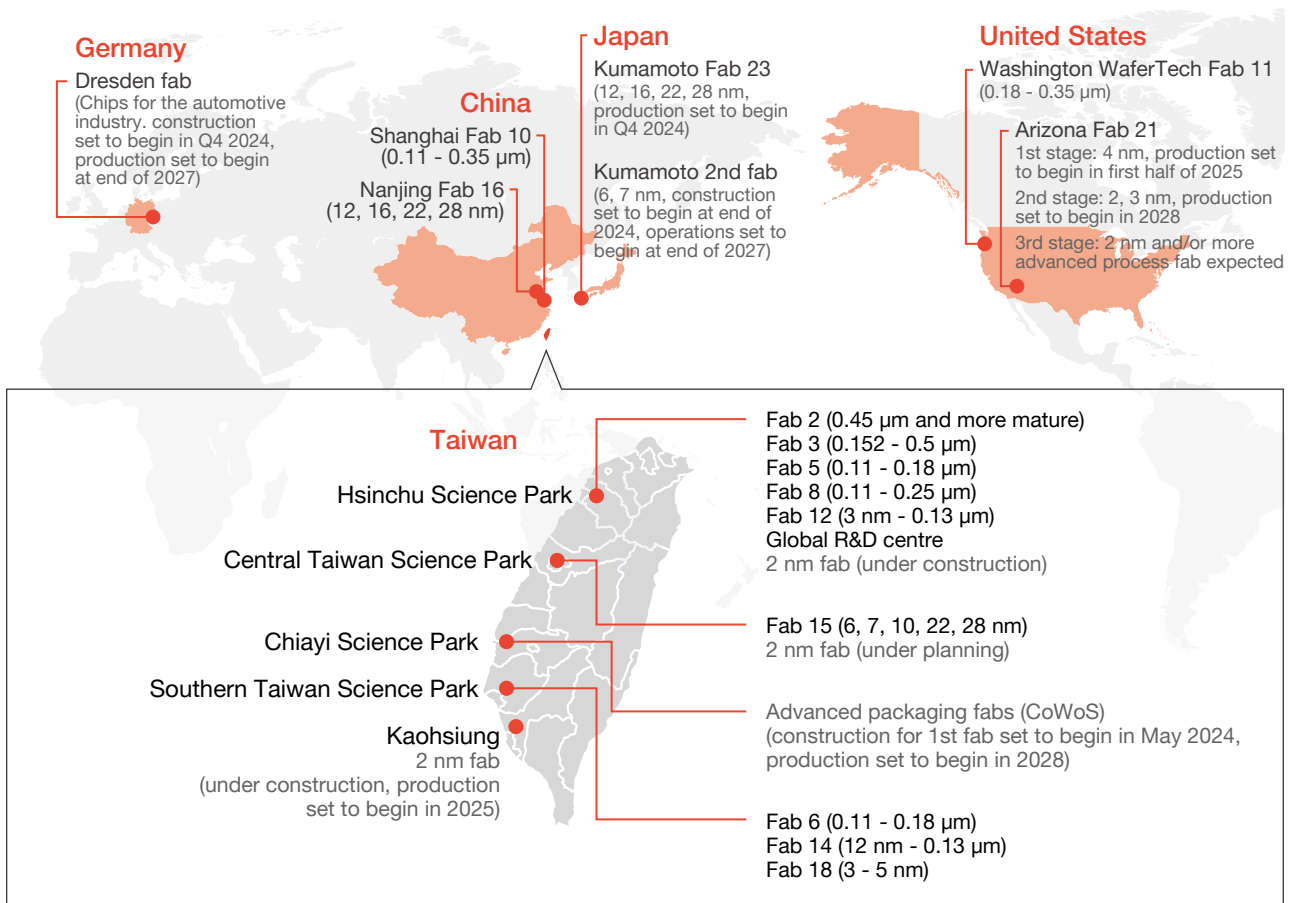 Germany
Dresden fab
(Chips for the automotive
industry. construction
set to begin in Q4 2024,
production set to begin
at end of 2027)
China
Shanghai Fab 10
(0.11 - 0.35 µm)
Nanjing Fab 16
(12, 16, 22, 28 nm)
Japan
Kumamoto Fab 23
(12, 16, 22, 28 nm,
production set to begin
in Q4 2024)
Kumamoto 2nd fab
(6, 7 nm, construction
set to begin at end of
2024, operations set to
begin at end of 2027)
United States
Washington WaferTech Fab 11
(0.18 - 0.35 µm)
Arizona Fab 21
1st stage: 4 nm, production set
to begin in first half of 2025
2nd stage: 2, 3 nm, production
set to begin in 2028
3rd stage: 2 nm and/or more
advanced process fab expected
Taiwan
Hsinchu Science Park
Central Taiwan Science Park
Chiayi Science Park
Southern Taiwan Science Park
Kaohsiung
2 nm fab
(under construction, production
set to begin in 2025)
Fab 2 (0.45 µm and more mature)
Fab 3 (0.152 - 0.5 µm)
Fab 5 (0.11 - 0.18 µm)
Fab 8 (0.11 - 0.25 µm)
Fab 12 (3 nm - 0.13 µm)
Global R&D centre
2 nm fab (under construction)
Fab 15 (6, 7, 10, 22, 28 nm)
2 nm fab (under planning)
Advanced packaging fabs (CoWoS)
(construction for 1st fab set to begin in May 2024,
production set to begin in 2028)
Fab 6 (0.11 - 0.18 µm)
Fab 14 (12 nm - 0.13 µm)
Fab 18 (3 - 5 nm)